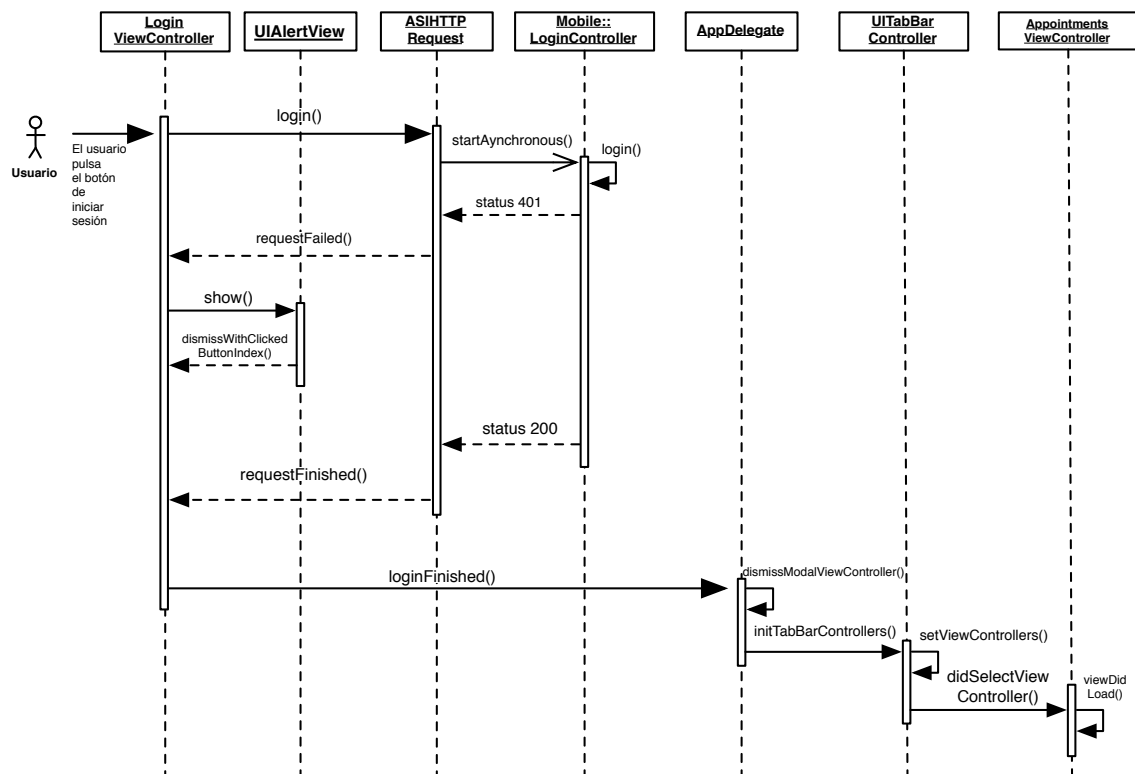 Login
ViewController
UIAlertView
ASIHTTP
Request
Mobile::
LoginController
AppDelegate
UITabBar
Controller
Appointments
ViewController
Usuario
El usuario
pulsa
el botón
de
iniciar
sesión
login()
startAynchronous()
login()
status 401
requestFailed()
show()
dismissWithClicked
ButtonIndex()
status 200
requestFinished()
loginFinished()
dismissModalViewController()
initTabBarControllers()
setViewControllers()
didSelectView
Controller()
viewDid
Load()